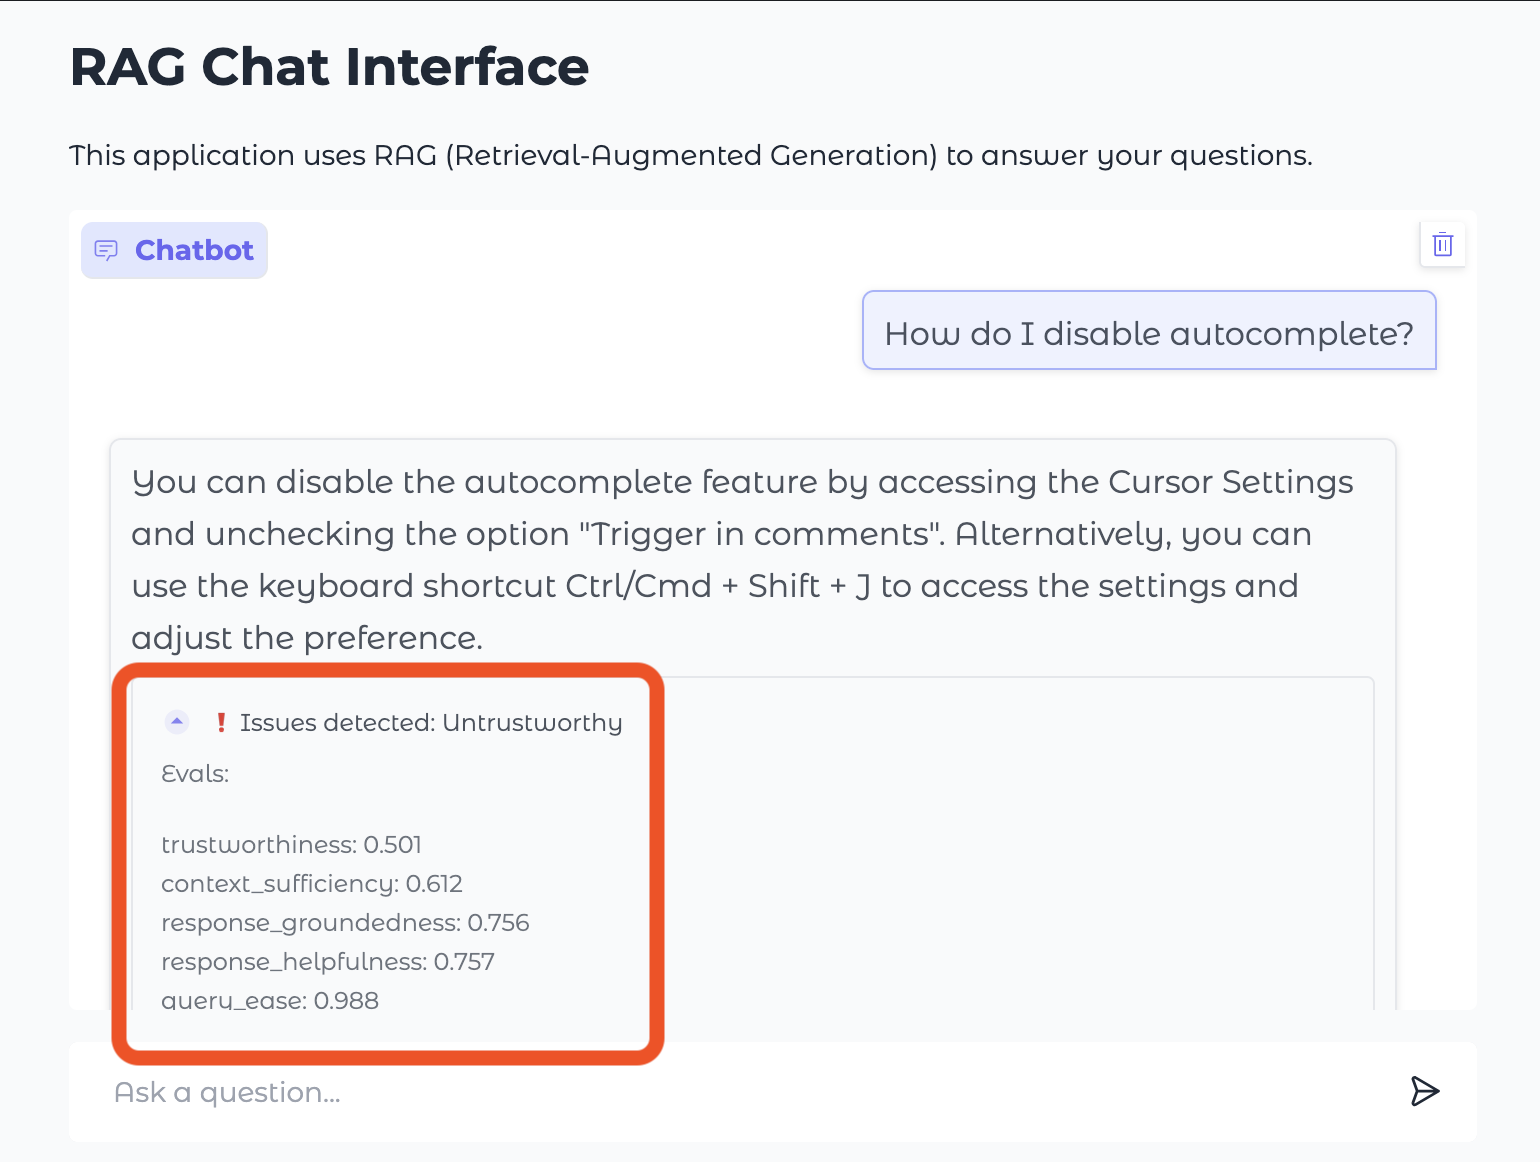 RAG Chat Interface
This application uses RAG (Retrieval-Augmented Generation) to answer your questions.
Chatbot
How do I disable autocomplete?
You can disable the autocomplete feature by accessing the Cursor Settings
and unchecking the option "Trigger in comments". Alternatively, you can
use the keyboard shortcut Ctrl/Cmd + Shift + J to access the settings and
adjust the preference.
❗ Issues detected: Untrustworthy
Evals:
trustworthiness: 0.501
context_sufficiency: 0.612
response_groundedness: 0.756
response_helpfulness: 0.757
query_ease: 0.988
Ask a question...